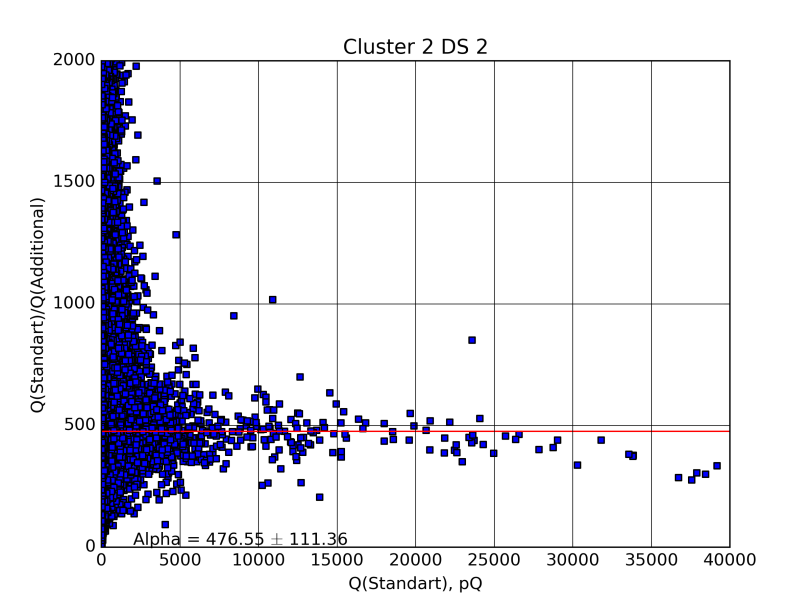 Cluster 2 DS 2
2000
1500
1000
500
0
Q(Standart)/Q(Additional)
Alpha = 476.55 ± 111.36
0 5000 10000 15000 20000 25000 30000 35000 40000
Q(Standart), pQ